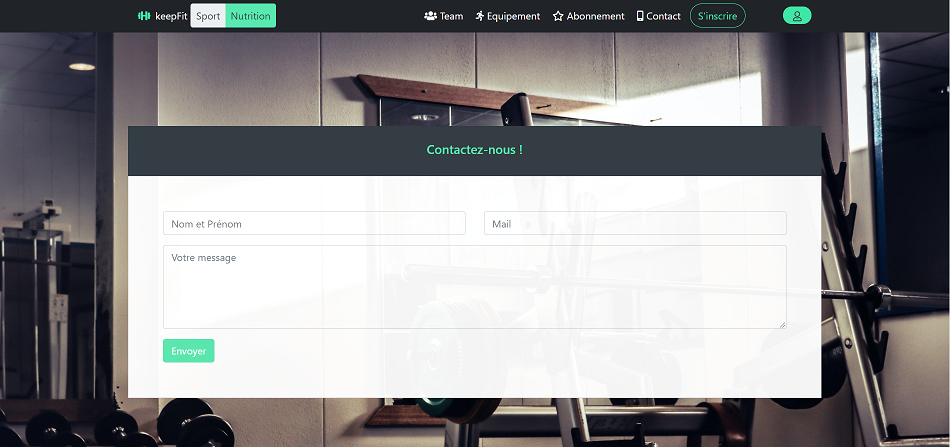 keepFit Sport Nutrition Team Equipement Abonnement Contact S'inscrire
Contactez-nous !
Nom et Prénom Mail
Votre message
Envoyer